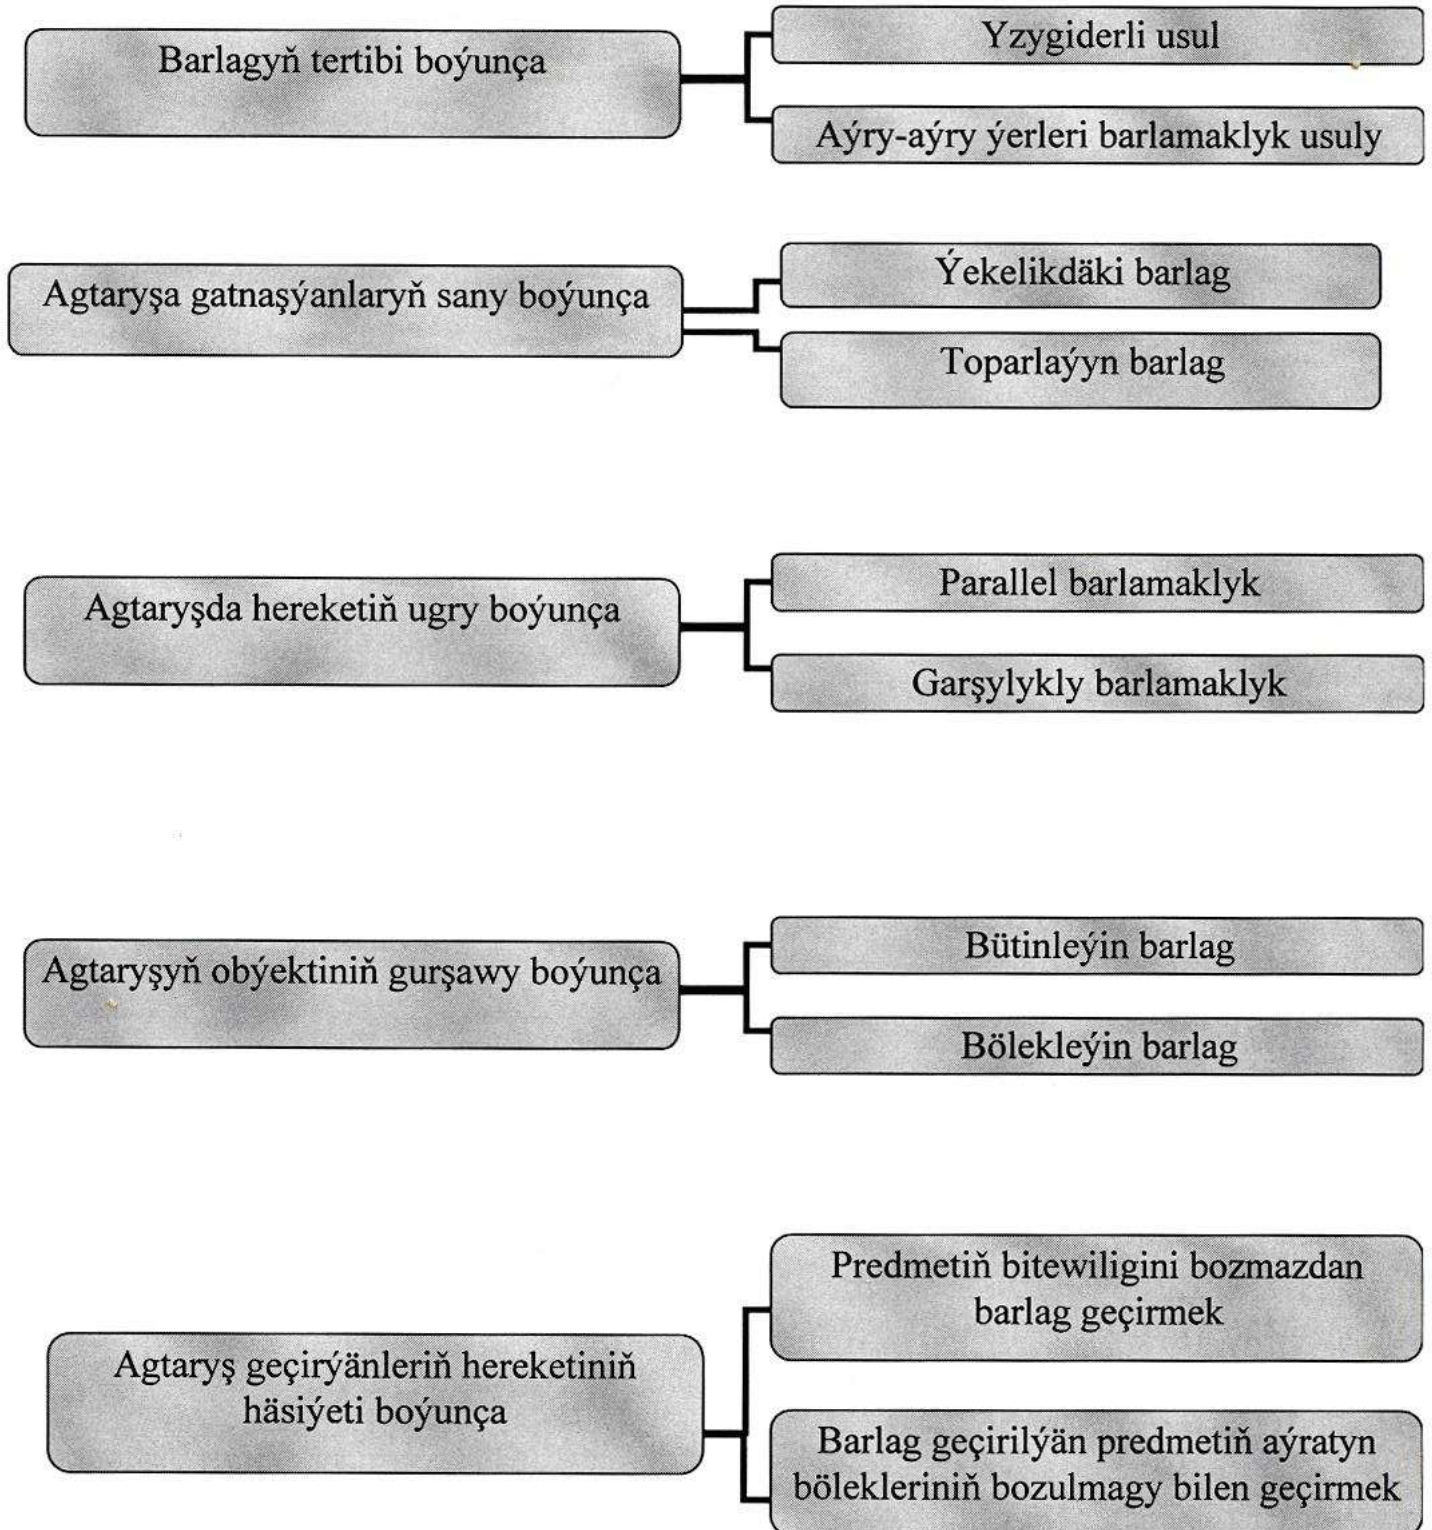 Barlagyň tertibi boýunça
Yzygiderli usul
Aýry-aýry ýerleri barlamaklyk usuly
Agtaryşa gatnaşýanlaryň sany boýunça
Ýekelikdäki barlag
Toparlaýyn barlag
Agtaryşda hereketiň ugry boýunça
Parallel barlamaklyk
Garşylykly barlamaklyk
Agtaryşyň obýektiniň gurşawy boýunça
Bütinleýin barlag
Bölekleýin barlag
Agtaryş geçirýänleriň hereketiniň
häsiýeti boýunça
Predmetiň bitewiligini bozmazdan
barlag geçirmek
Barlag geçirilýän predmetiň aýratyn
bölekleriniň bozulmagy bilen geçirmek